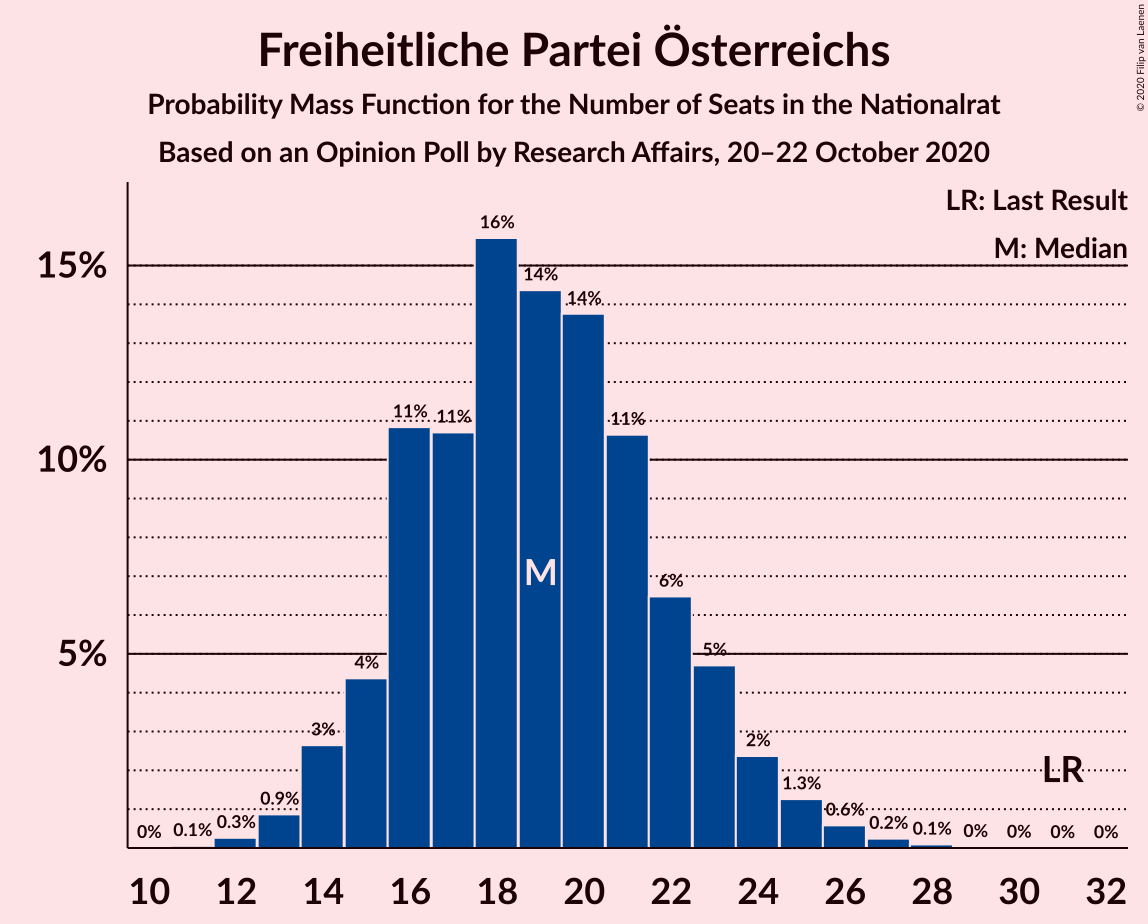 Freiheitliche Partei Österreichs
Probability Mass Function for the Number of Seats in the Nationalrat
Based on an Opinion Poll by Research Affairs, 20–22 October 2020
© 2020 Filip van Laenen
LR: Last Result
M: Median
15%
10%
5%
0% 0.1% 0.3% 0.9% 3% 4% 11% 11% 16% 14% 14% 11% 6% 5% 2% 1.3% 0.6% 0.2% 0.1% 0% 0% 0% 0%
M
LR
10 12 14 16 18 20 22 24 26 28 30 32